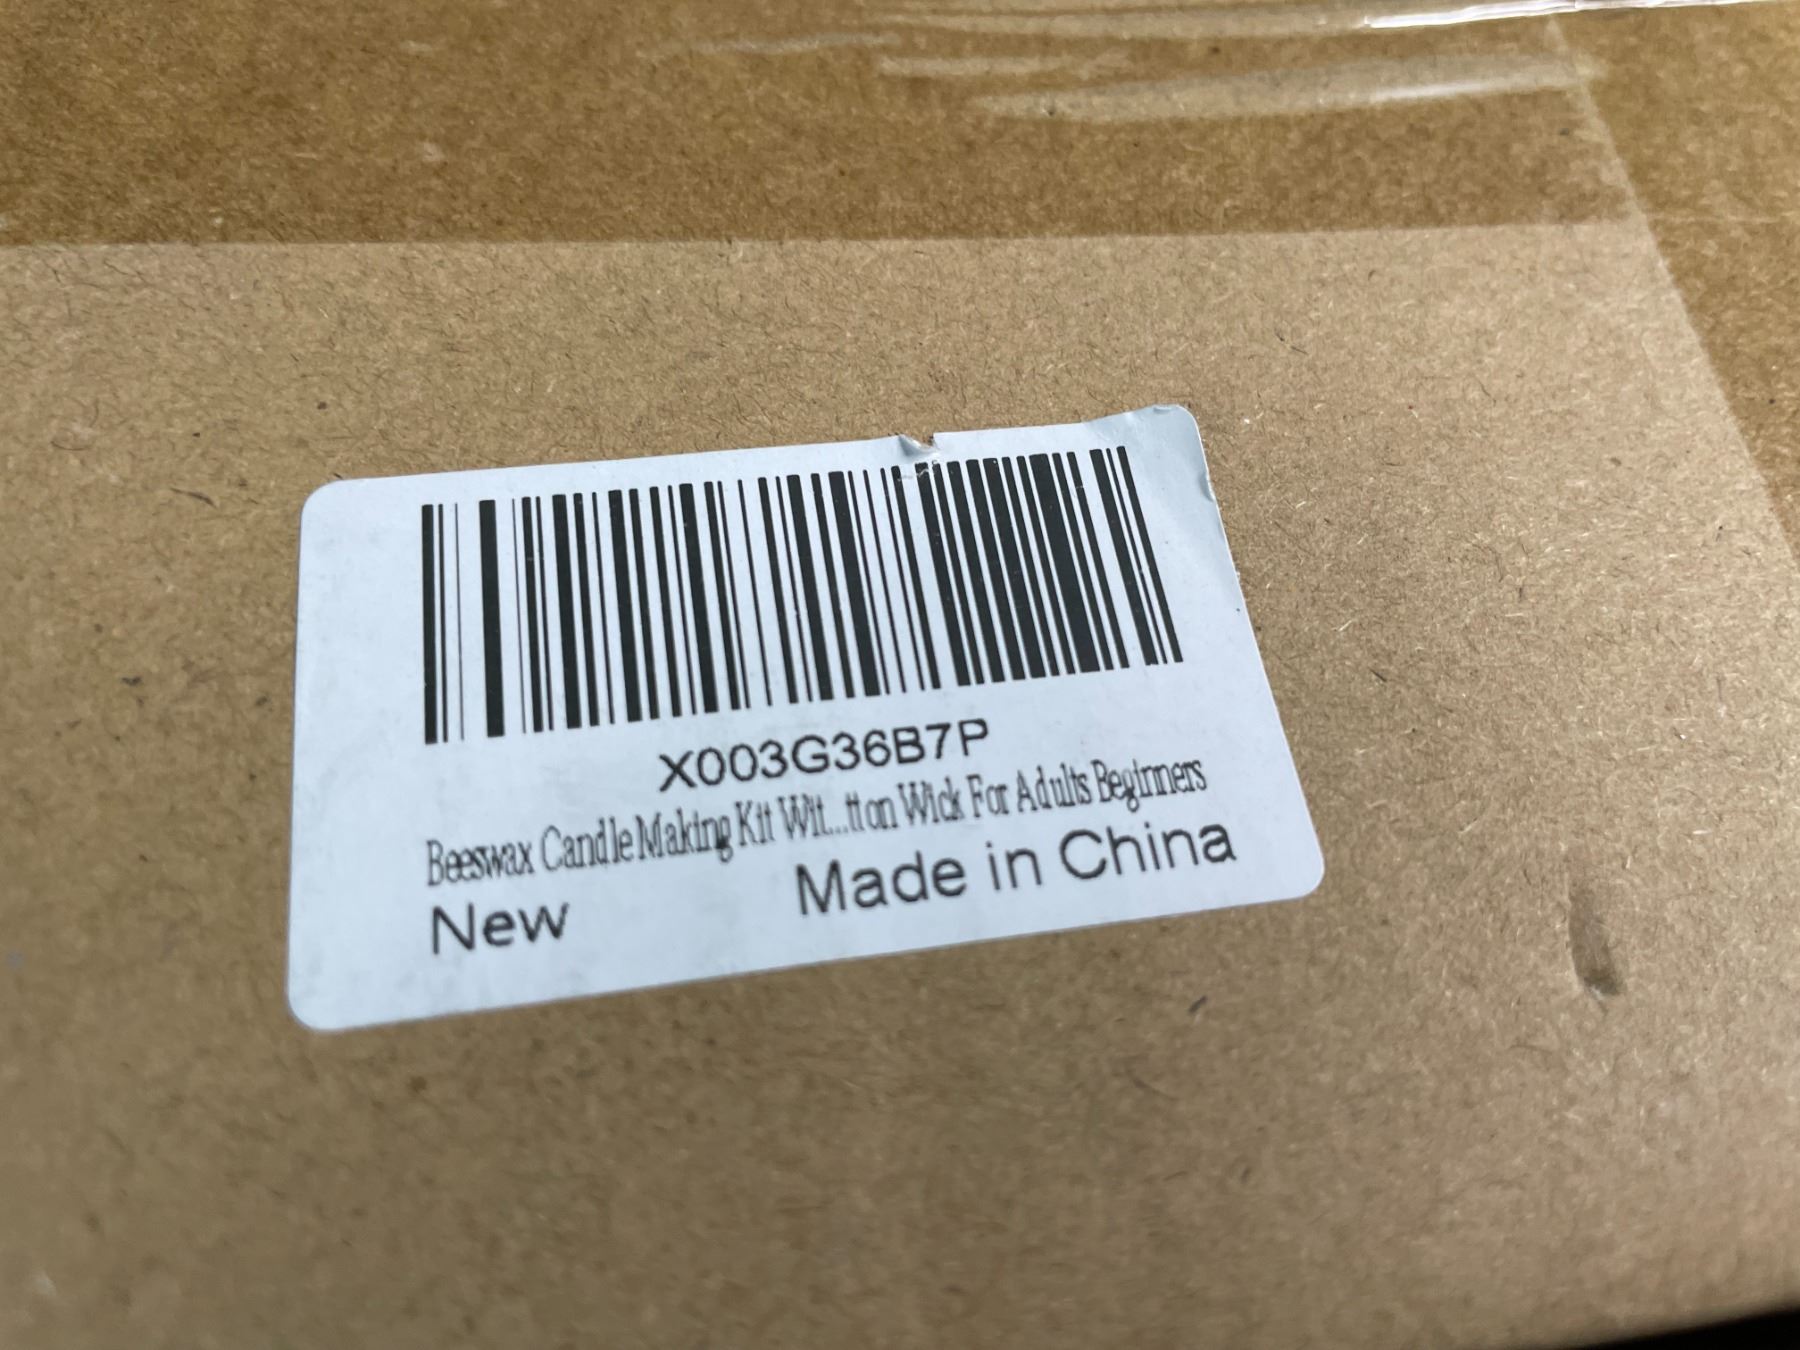 X003G36B7P
Beeswax Candle Making Kit Wit...tton Wick For Adults Beginners
New Made in China